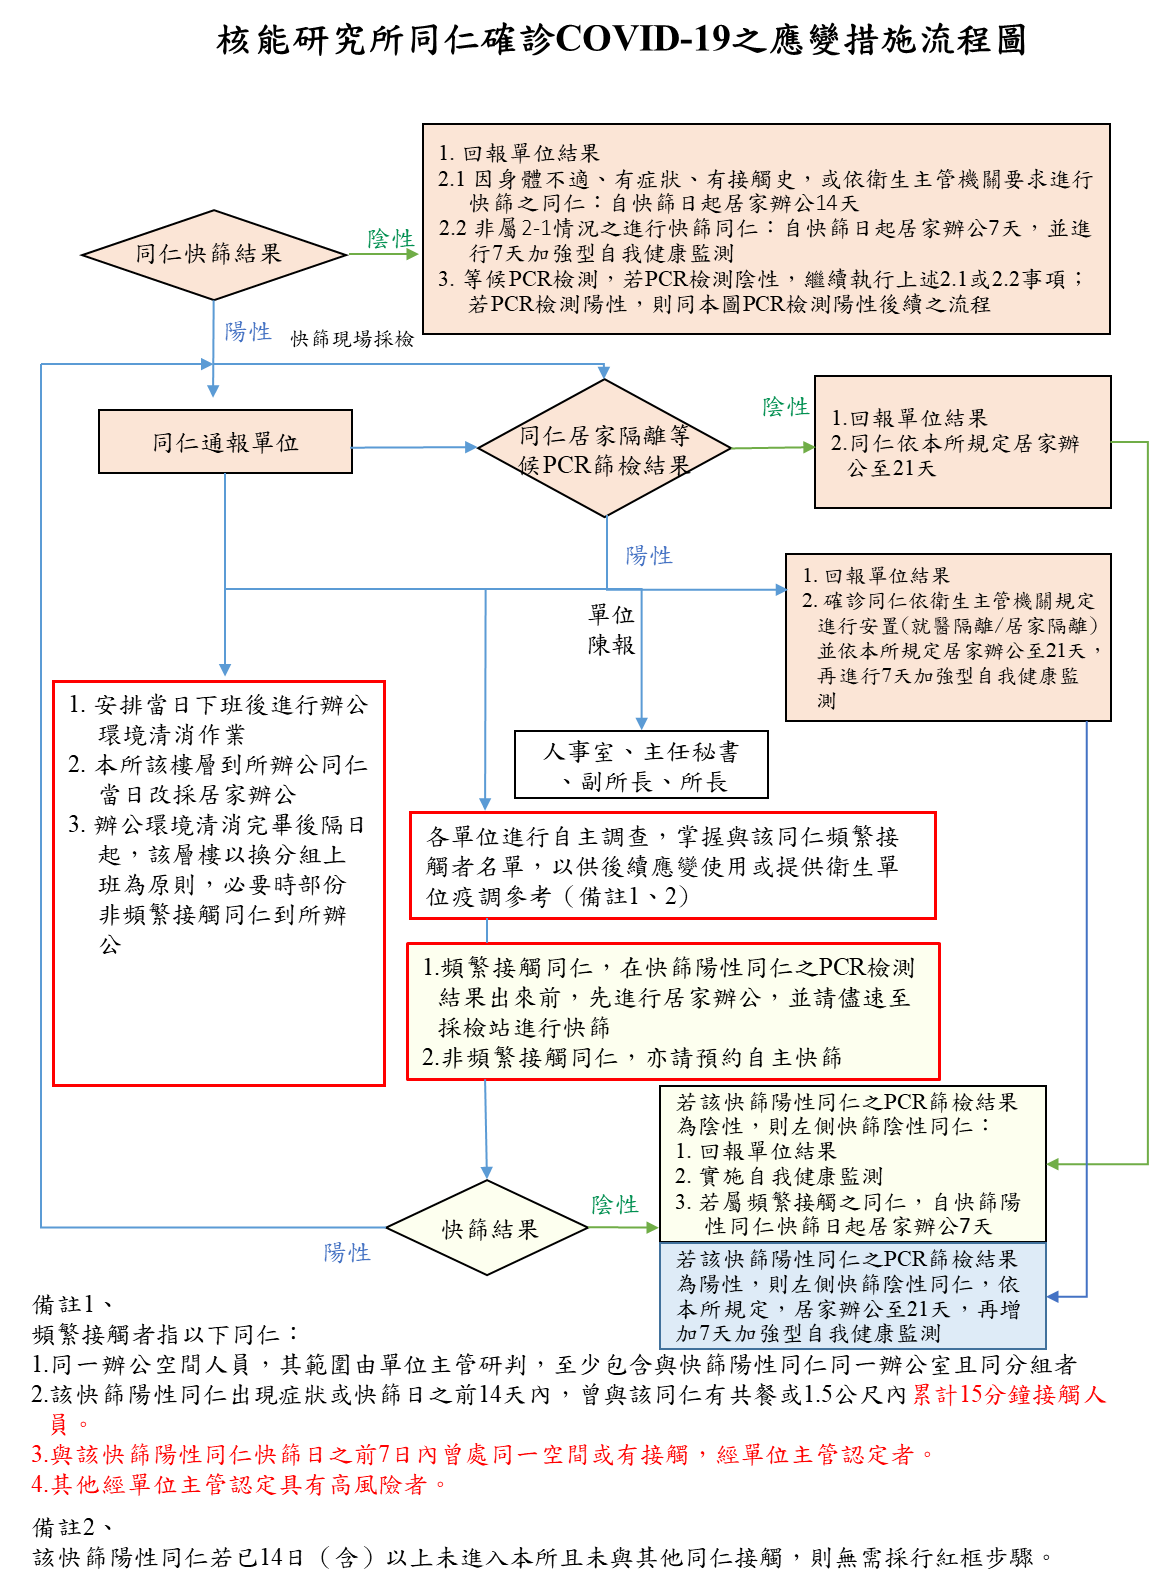 核能研究所同仁確診COVID-19之應變措施流程圖
1. 回報單位結果
2.1 因身體不適、有症狀、有接觸史，或依衛生主管機關要求進行
快篩之同仁：自快篩日起居家辦公14天
2.2 非屬2-1情況之進行快篩同仁：自快篩日起居家辦公7天，並進
行7天加強型自我健康監測
3. 等候PCR檢測，若PCR檢測陰性，繼續執行上述2.1或2.2事項；
若PCR檢測陽性，則同本圖PCR檢測陽性後續之流程
同仁快篩結果
陰性
陽性
快篩現場採檢
同仁通報單位
同仁居家隔離等
候PCR篩檢結果
陰性
1.回報單位結果
2.同仁依本所規定居家辦
公至21天
陽性
1. 回報單位結果
2. 確診同仁依衛生主管機關規定
進行安置(就醫隔離/居家隔離)
並依本所規定居家辦公至21天，
再進行7天加強型自我健康監
測
單位
陳報
1. 安排當日下班後進行辦公
環境清消作業
2. 本所該樓層到所辦公同仁
當日改採居家辦公
3. 辦公環境清消完畢後隔日
起，該層樓以換分組上
班為原則，必要時部份
非頻繁接觸同仁到所辦
公
人事室、主任秘書
、副所長、所長
各單位進行自主調查，掌握與該同仁頻繁接
觸者名單，以供後續應變使用或提供衛生單
位疫調參考（備註1、2）
1.頻繁接觸同仁，在快篩陽性同仁之PCR檢測
結果出來前，先進行居家辦公，並請儘速至
採檢站進行快篩
2.非頻繁接觸同仁，亦請預約自主快篩
快篩結果
陰性
陽性
若該快篩陽性同仁之PCR篩檢結果
為陰性，則左側快篩陰性同仁：
1. 回報單位結果
2. 實施自我健康監測
3. 若屬頻繁接觸之同仁，自快篩陽
性同仁快篩日起居家辦公7天
若該快篩陽性同仁之PCR篩檢結果
為陽性，則左側快篩陰性同仁，依
本所規定，居家辦公至21天，再增
加7天加強型自我健康監測
備註1、
頻繁接觸者指以下同仁：
1.同一辦公空間人員，其範圍由單位主管研判，至少包含與快篩陽性同仁同一辦公室且同分組者
2.該快篩陽性同仁出現症狀或快篩日之前14天內，曾與該同仁有共餐或1.5公尺內累計15分鐘接觸人
員。
3.與該快篩陽性同仁快篩日之前7日內曾處同一空間或有接觸，經單位主管認定者。
4.其他經單位主管認定具有高風險者。
備註2、
該快篩陽性同仁若已14日（含）以上未進入本所且未與其他同仁接觸，則無需採行紅框步驟。